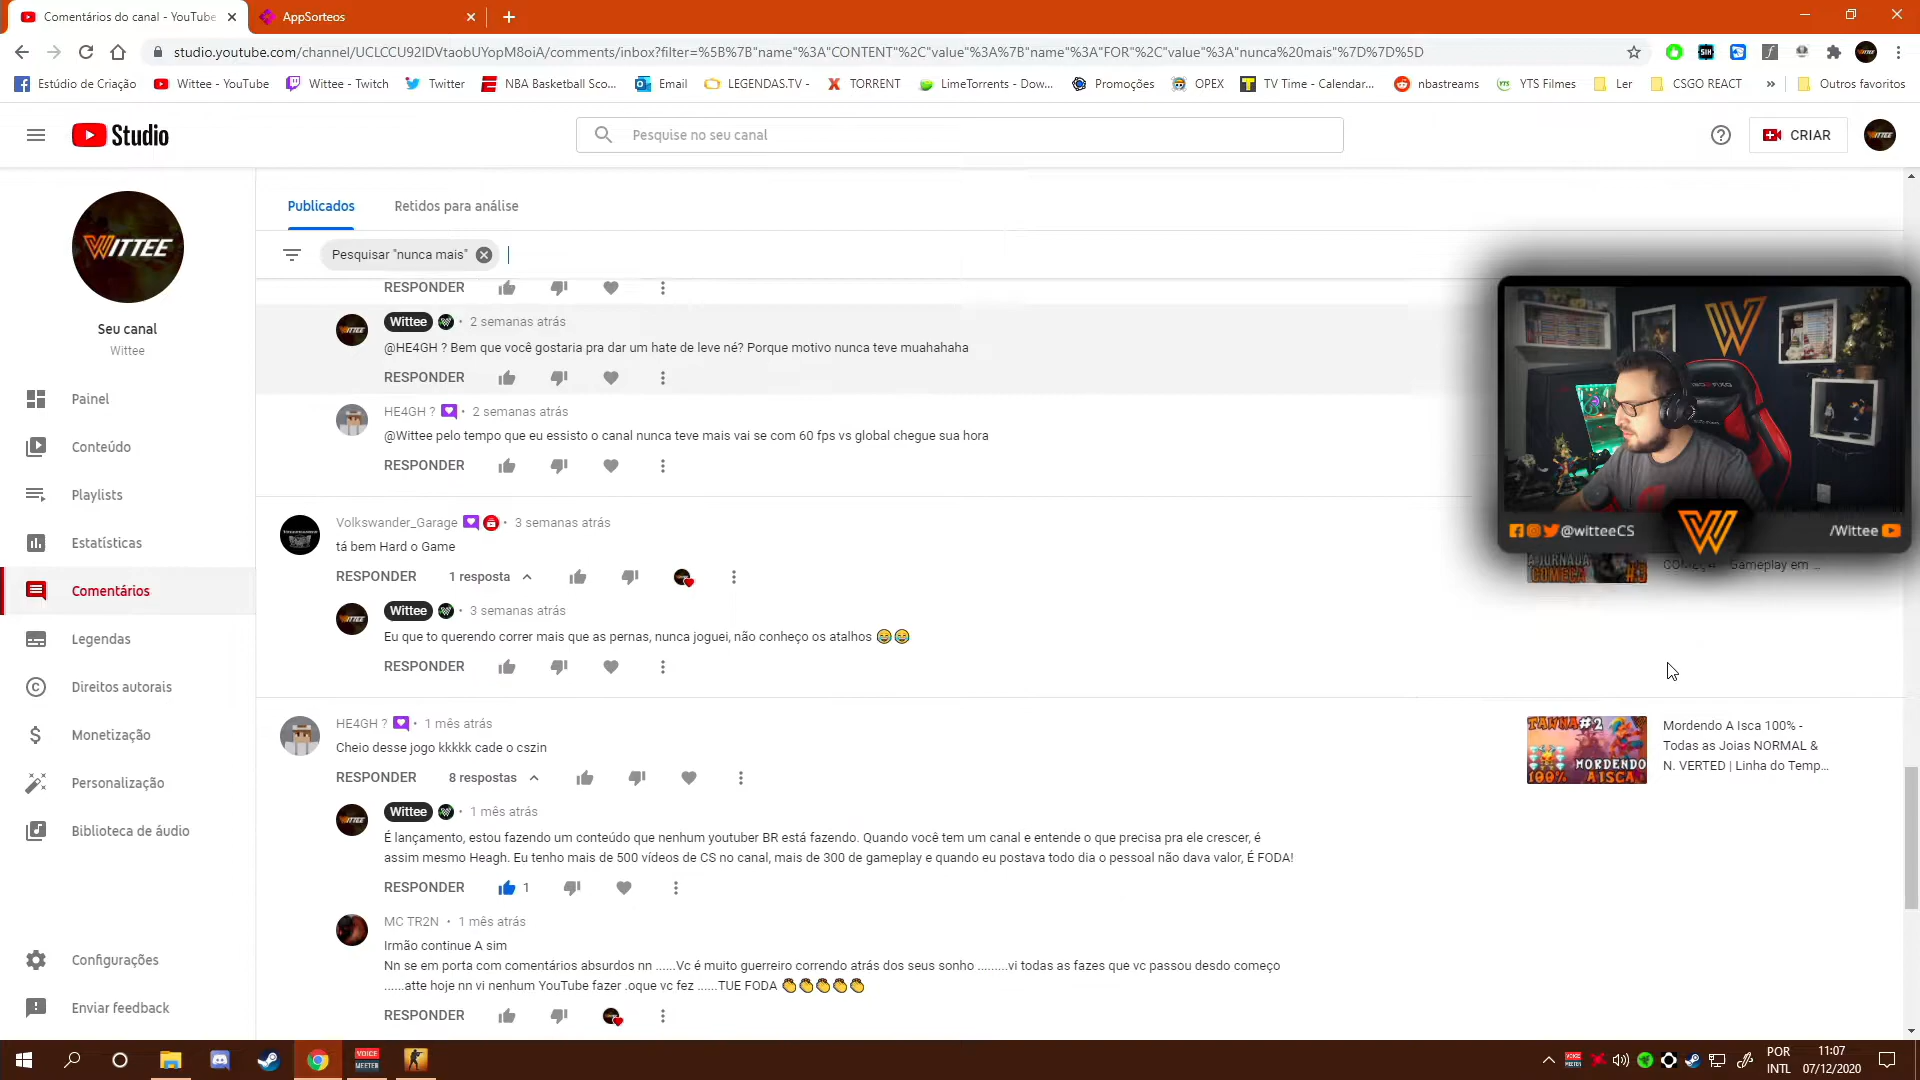 Comentários do canal - YouTube
AppSorteos
studio.youtube.com/channel/UCLCCU92IDVtaobUYopM8oiA/comments/inbox?filter=%5B%7B"name"%3A"CONTENT"%2C"value"%3A%7B"name"%3A"FOR"%2C"value"%3A"nunca%20mais"%7D%7D%5D
Estúdio de Criação
Wittee - YouTube
Wittee - Twitch
Twitter
NBA Basketball Sco...
Email
LEGENDAS.TV -
TORRENT
LimeTorrents - Dow...
Promoções
OPEX
TV Time - Calendar...
nbastreams
YTS Filmes
Ler
CSGO REACT
»
Outros favoritos
Studio
Pesquise no seu canal
CRIAR
WITTEE
Seu canal
Wittee
Painel
Conteúdo
Playlists
Estatísticas
Comentários
Legendas
Direitos autorais
Monetização
Personalização
Biblioteca de áudio
Configurações
Enviar feedback
Publicados
Retidos para análise
Pesquisar "nunca mais"
RESPONDER
Wittee • 2 semanas atrás
@HE4GH ? Bem que você gostaria pra dar um hate de leve né? Porque motivo nunca teve muahahaha
RESPONDER
HE4GH ? • 2 semanas atrás
@Wittee pelo tempo que eu essisto o canal nunca teve mais vai se com 60 fps vs global chegue sua hora
RESPONDER
Volkswander_Garage • 3 semanas atrás
tá bem Hard o Game
RESPONDER 1 resposta
Wittee • 3 semanas atrás
Eu que to querendo correr mais que as pernas, nunca joguei, não conheço os atalhos 😂😂
RESPONDER
HE4GH ? • 1 mês atrás
Cheio desse jogo kkkkk cade o cszin
RESPONDER 8 respostas
Wittee • 1 mês atrás
É lançamento, estou fazendo um conteúdo que nenhum youtuber BR está fazendo. Quando você tem um canal e entende o que precisa pra ele crescer, é
assim mesmo Heagh. Eu tenho mais de 500 vídeos de CS no canal, mais de 300 de gameplay e quando eu postava todo dia o pessoal não dava valor, É FODA!
RESPONDER 1
MC TR2N • 1 mês atrás
Irmão continue A sim
Nn se em porta com comentários absurdos nn ......Vc é muito guerreiro correndo atrás dos seus sonho .........vi todas as fazes que vc passou desdo começo
......atte hoje nn vi nenhum YouTube fazer .oque vc fez ......TUE FODA 👏👏👏👏👏
RESPONDER
@witteeCS
/Wittee
A JORNADA
COMEÇA #3
COMEÇA - Gameplay em ...
TAWNA#2
MORDENDO
100% A ISCA
Mordendo A Isca 100% -
Todas as Joias NORMAL &
N. VERTED | Linha do Temp...
VOICE
MEETER
POR
INTL
11:07
07/12/2020